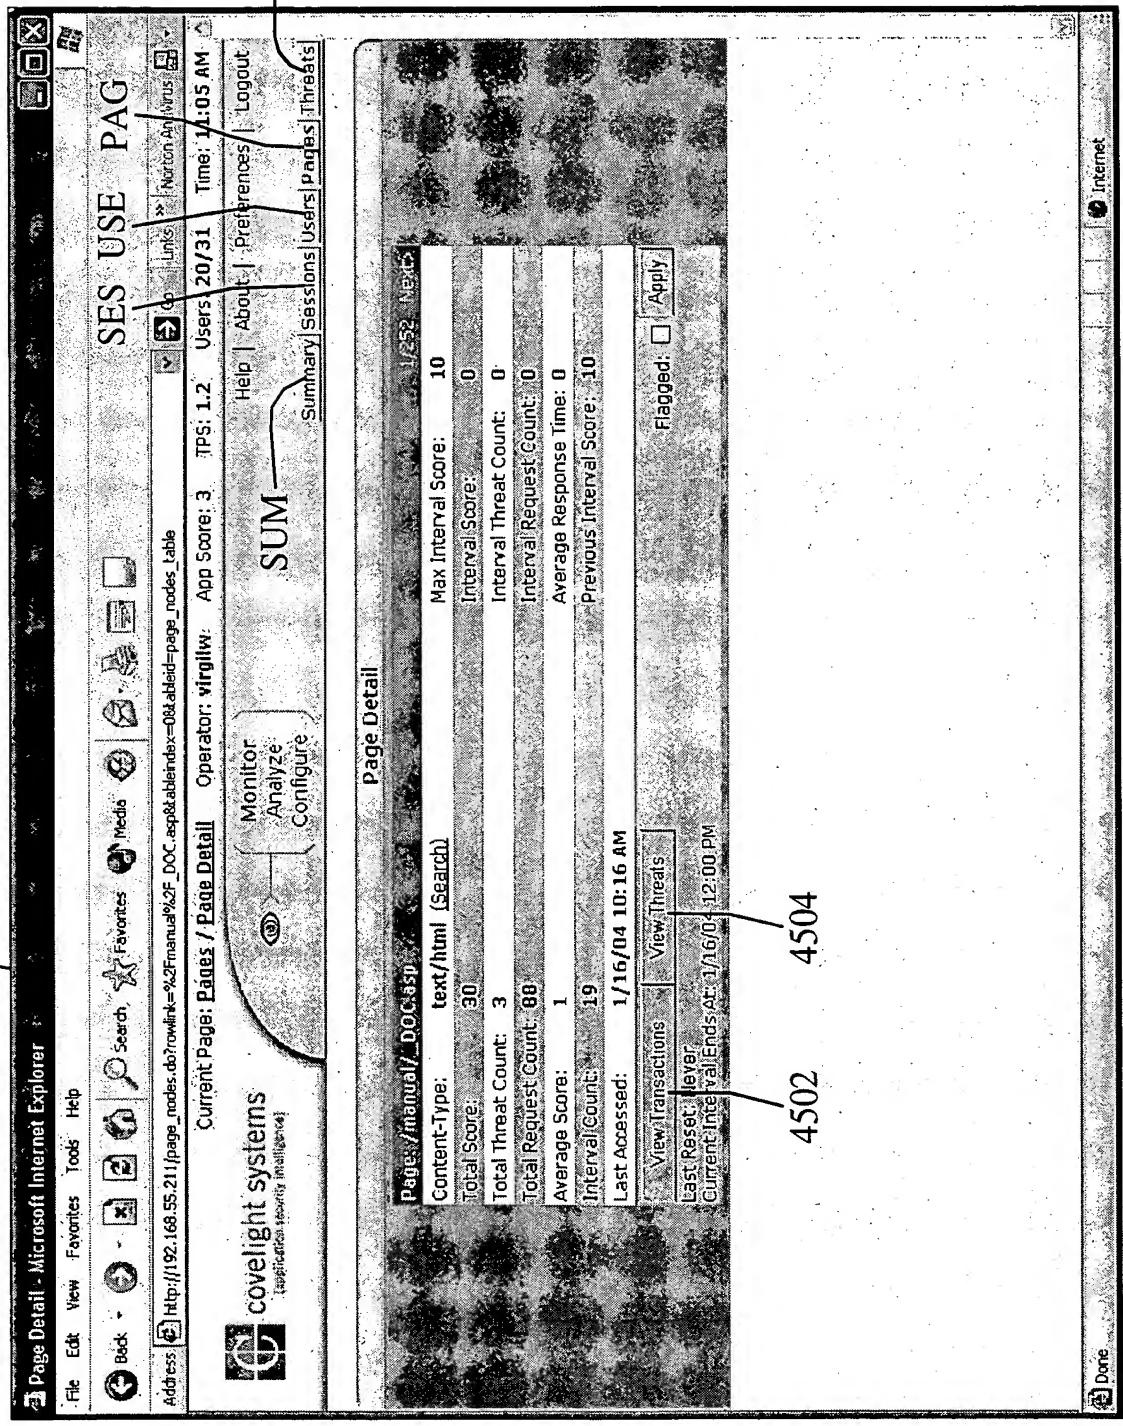 Page Detail - Microsoft Internet Explorer
File Edit View Favorites Tools Help
Back Search Favorites Media
SES USE PAG
Address http://192.168.55.211/page_nodes.do?rowlink=%2Fmanual%2F_DOC.asp&tableindex=0&tableid=page_nodes_table Go Links » Norton AntiVirus
Current Page: Pages / Page Detail Operator: virgilw App Score: 3 TPS: 1.2 Users: 20/31 Time: 11:05 AM
covelight systems
[application security intelligence]
Monitor
Analyze
Configure
Help | About | Preferences | Logout
SUM
Summary Sessions Users Pages Threats
Page Detail
Page: /manual/_DOC.asp 1/252 Next>
Content-Type: text/html (Search) Max Interval Score: 10
Total Score: 30 Interval Score: 0
Total Threat Count: 3 Interval Threat Count: 0
Total Request Count: 88 Interval Request Count: 0
Average Score: 1 Average Response Time: 0
Interval Count: 19 Previous Interval Score: 10
Last Accessed: 1/16/04 10:16 AM
View Transactions View Threats Flagged: Apply
Last Reset: Never
Current Interval Ends At: 1/16/04 12:00 PM
4502 4504
Done Internet